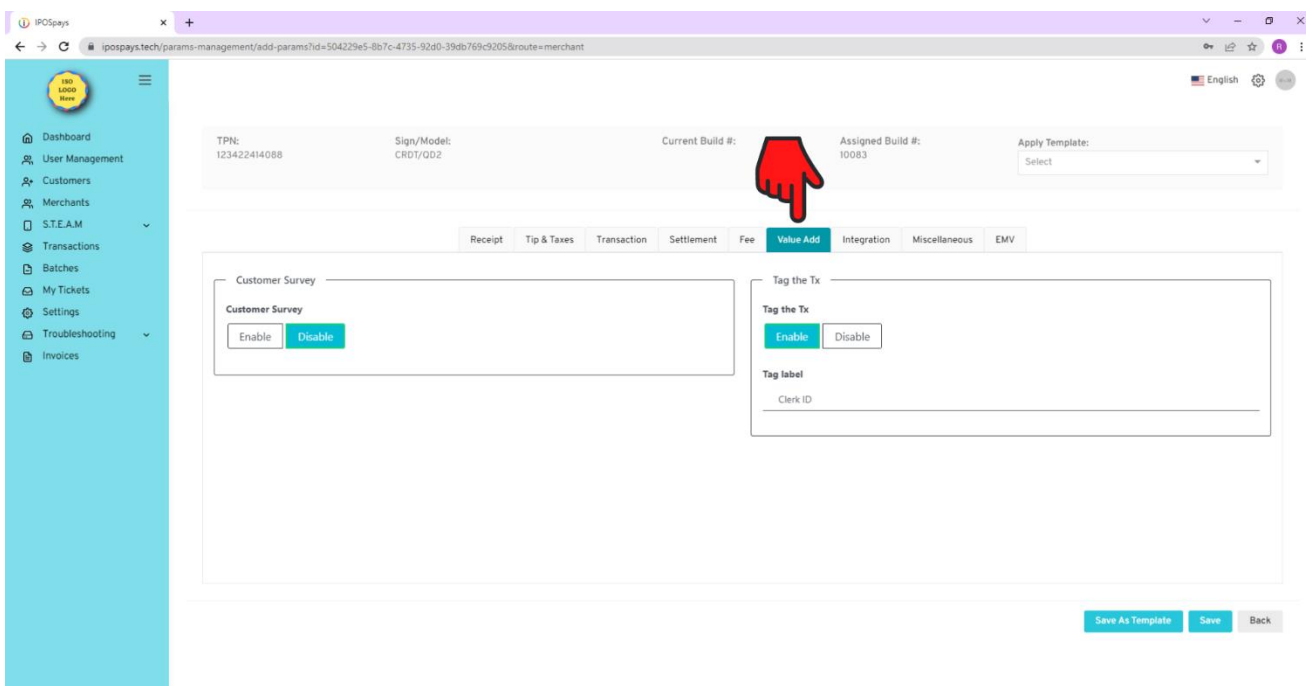 IPOSpays
ipospays.tech/params-management/add-params?id=504229e5-8b7c-4735-92d0-39db769c9205&route=merchant
R
ISO
LOGO
Here
English
Dashboard
User Management
Customers
Merchants
S.T.E.A.M
Transactions
Batches
My Tickets
Settings
Troubleshooting
Invoices
TPN:
123422414088
Sign/Model:
CRDT/QD2
Current Build #:
Assigned Build #:
10083
Apply Template:
Select
Receipt Tip & Taxes Transaction Settlement Fee Value Add Integration Miscellaneous EMV
Customer Survey
Customer Survey
Enable Disable
Tag the Tx
Tag the Tx
Enable Disable
Tag label
Clerk ID
Save As Template Save Back